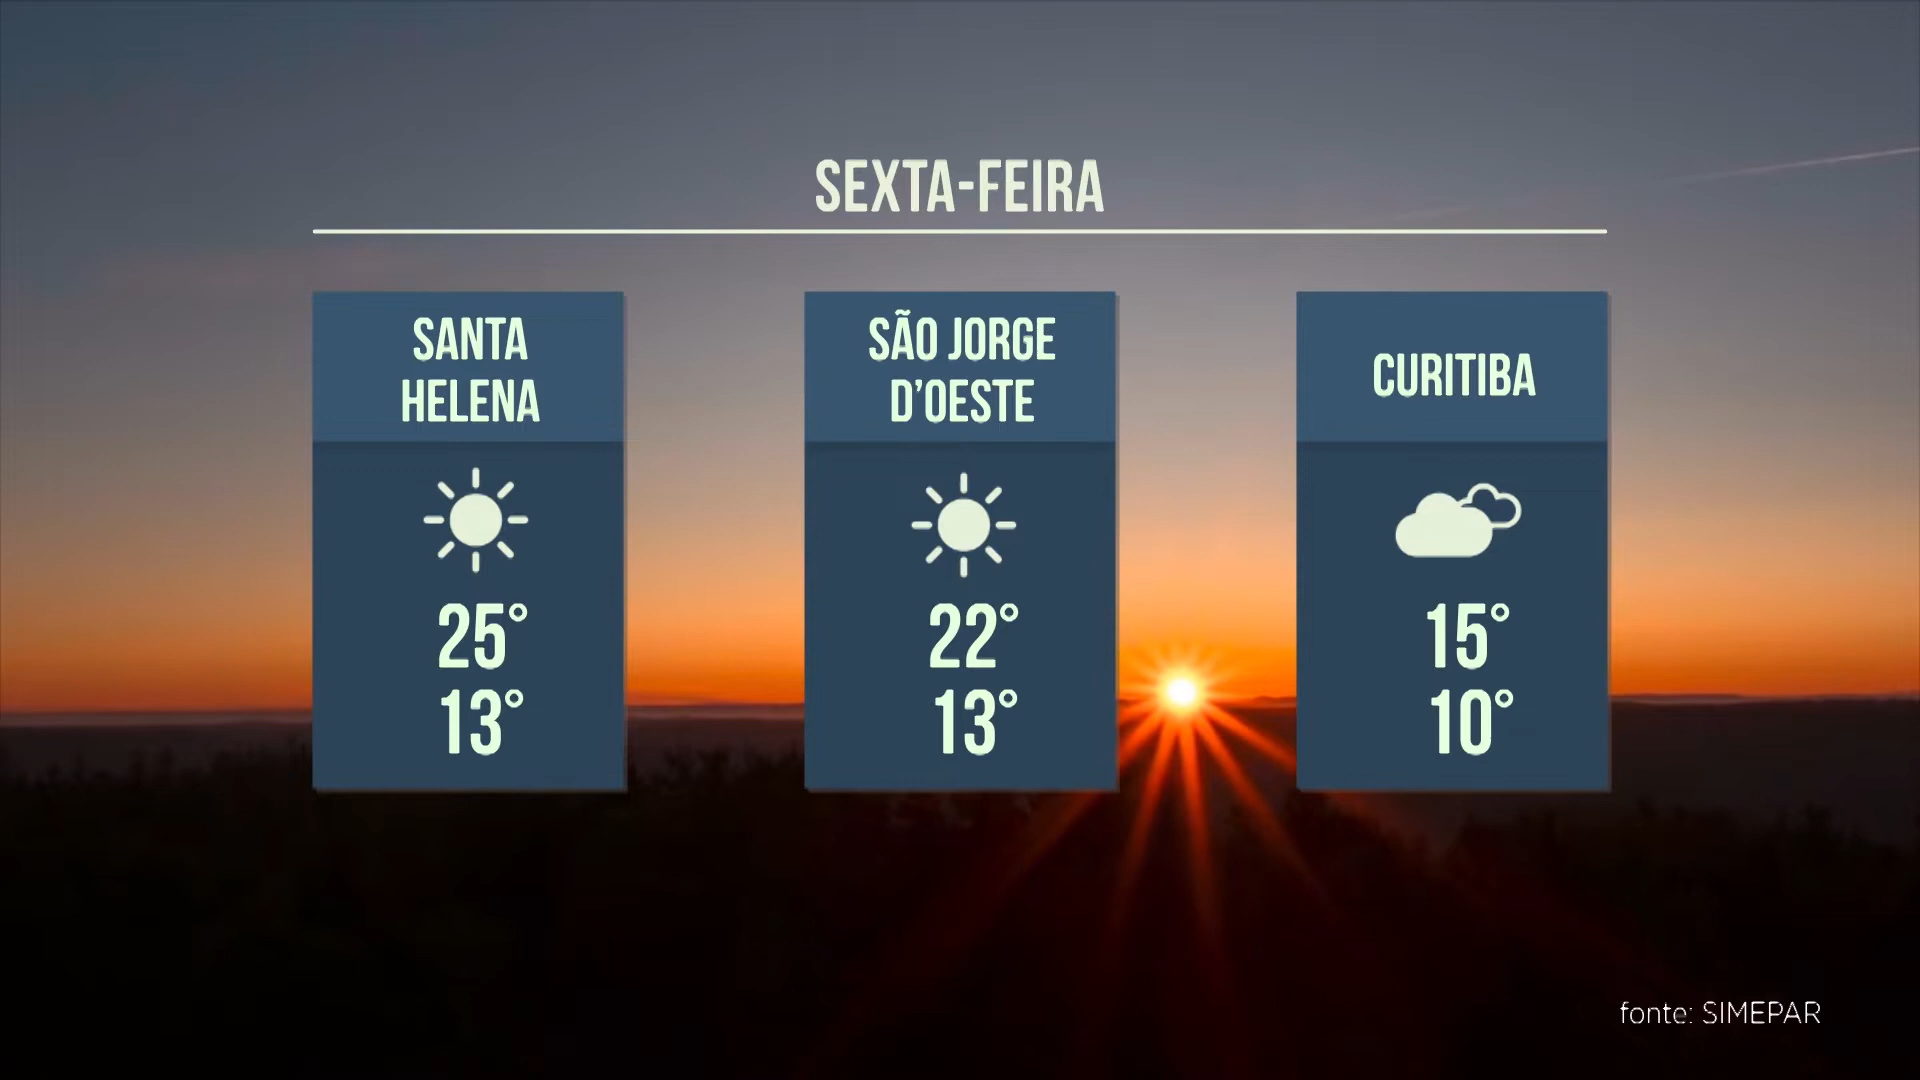 SEXTA-FEIRA
SANTA
HELENA
25°
13°
SÃO JORGE
D’OESTE
22°
13°
CURITIBA
15°
10°
fonte: SIMEPAR